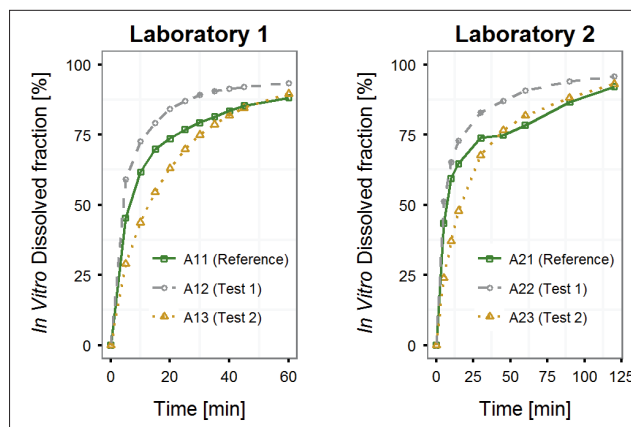 Laboratory 1
In Vitro Dissolved fraction [%]
100
75
50
25
0
A11 (Reference)
A12 (Test 1)
A13 (Test 2)
0 20 40 60
Time [min]
Laboratory 2
In Vitro Dissolved fraction [%]
100
75
50
25
0
A21 (Reference)
A22 (Test 1)
A23 (Test 2)
0 25 50 75 100 125
Time [min]